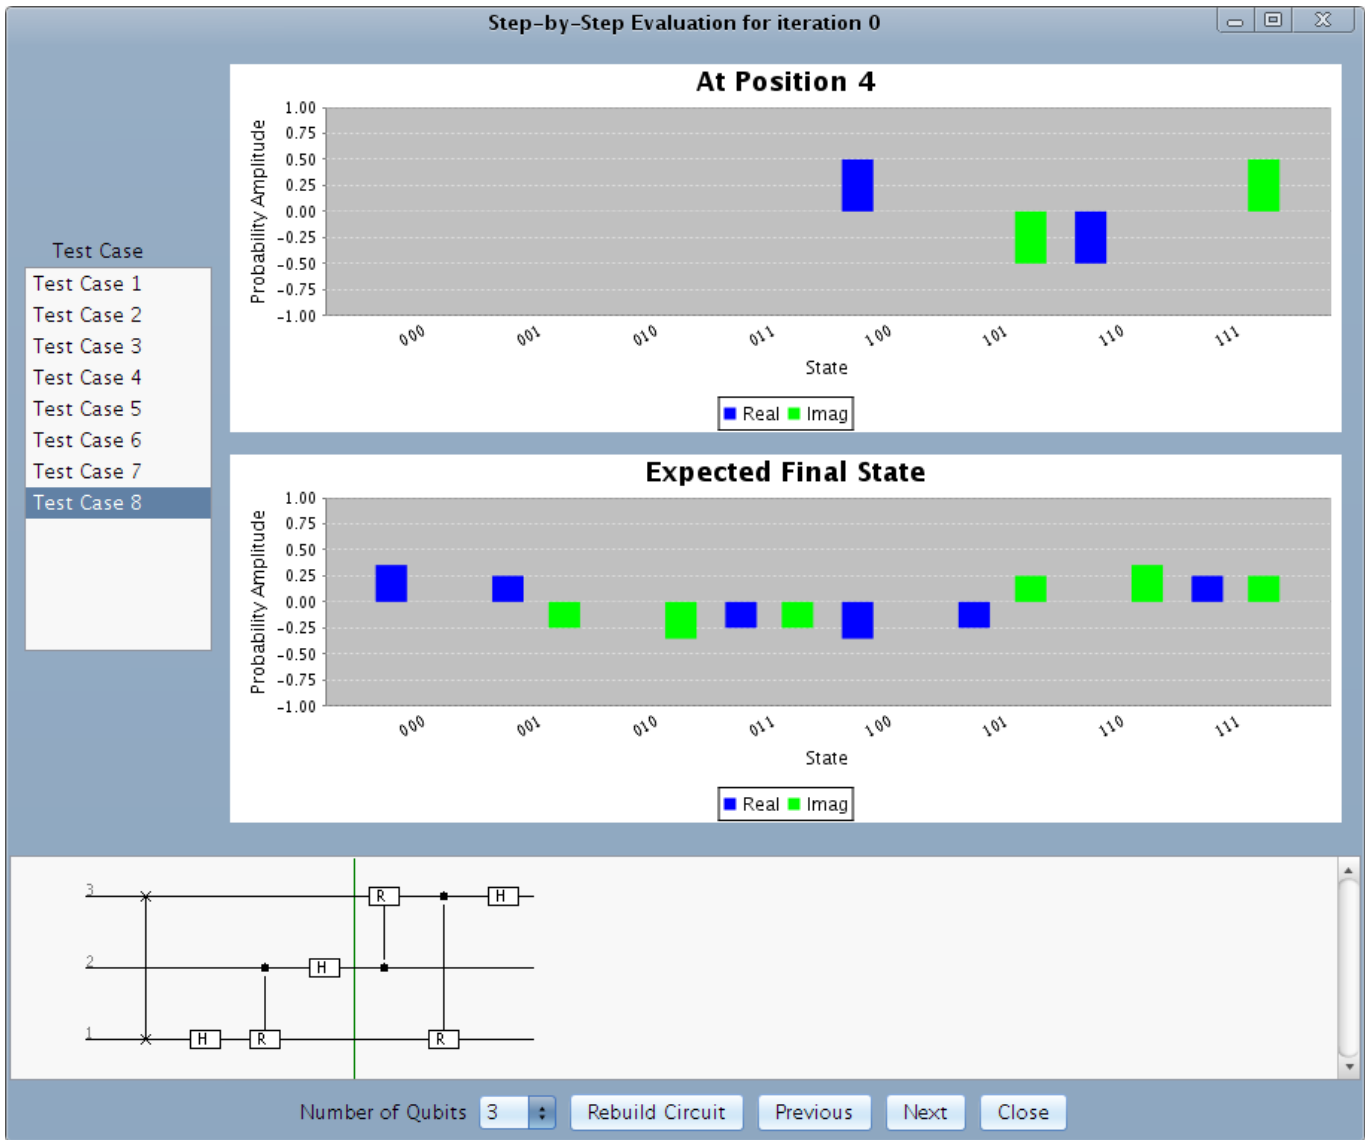 Step-by-Step Evaluation for iteration 0
Test Case
Test Case 1
Test Case 2
Test Case 3
Test Case 4
Test Case 5
Test Case 6
Test Case 7
Test Case 8
At Position 4
Probability Amplitude
1.00
0.75
0.50
0.25
0.00
-0.25
-0.50
-0.75
-1.00
000 001 010 011 100 101 110 111
State
Real Imag
Expected Final State
Probability Amplitude
1.00
0.75
0.50
0.25
0.00
-0.25
-0.50
-0.75
-1.00
000 001 010 011 100 101 110 111
State
Real Imag
3 R H
2 H
1 H R R
Number of Qubits 3 Rebuild Circuit Previous Next Close